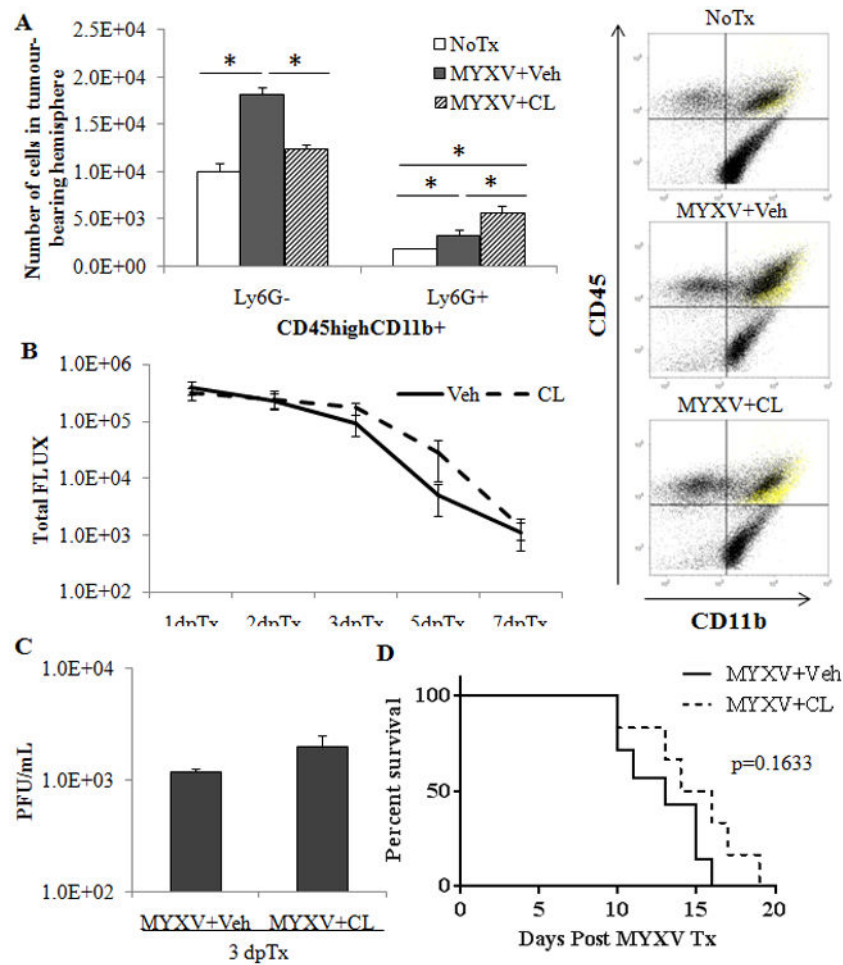 A
2.5E+04
2.0E+04
1.5E+04
1.0E+04
5.0E+03
0.0E+00
Number of cells in tumour-
bearing hemisphere
* *
*
* *
NoTx
MYXV+Veh
MYXV+CL
Ly6G- Ly6G+
CD45highCD11b+
NoTx
MYXV+Veh
MYXV+CL
CD45
CD11b
B
1.0E+06
1.0E+05
1.0E+04
1.0E+03
1.0E+02
Total FLUX
Veh CL
1dpTx 2dpTx 3dpTx 5dpTx 7dpTx
C
1.0E+04
1.0E+03
1.0E+02
PFU/mL
MYXV+Veh MYXV+CL
3 dpTx
D
MYXV+Veh
MYXV+CL
p=0.1633
100
50
0
Percent survival
0 5 10 15 20
Days Post MYXV Tx